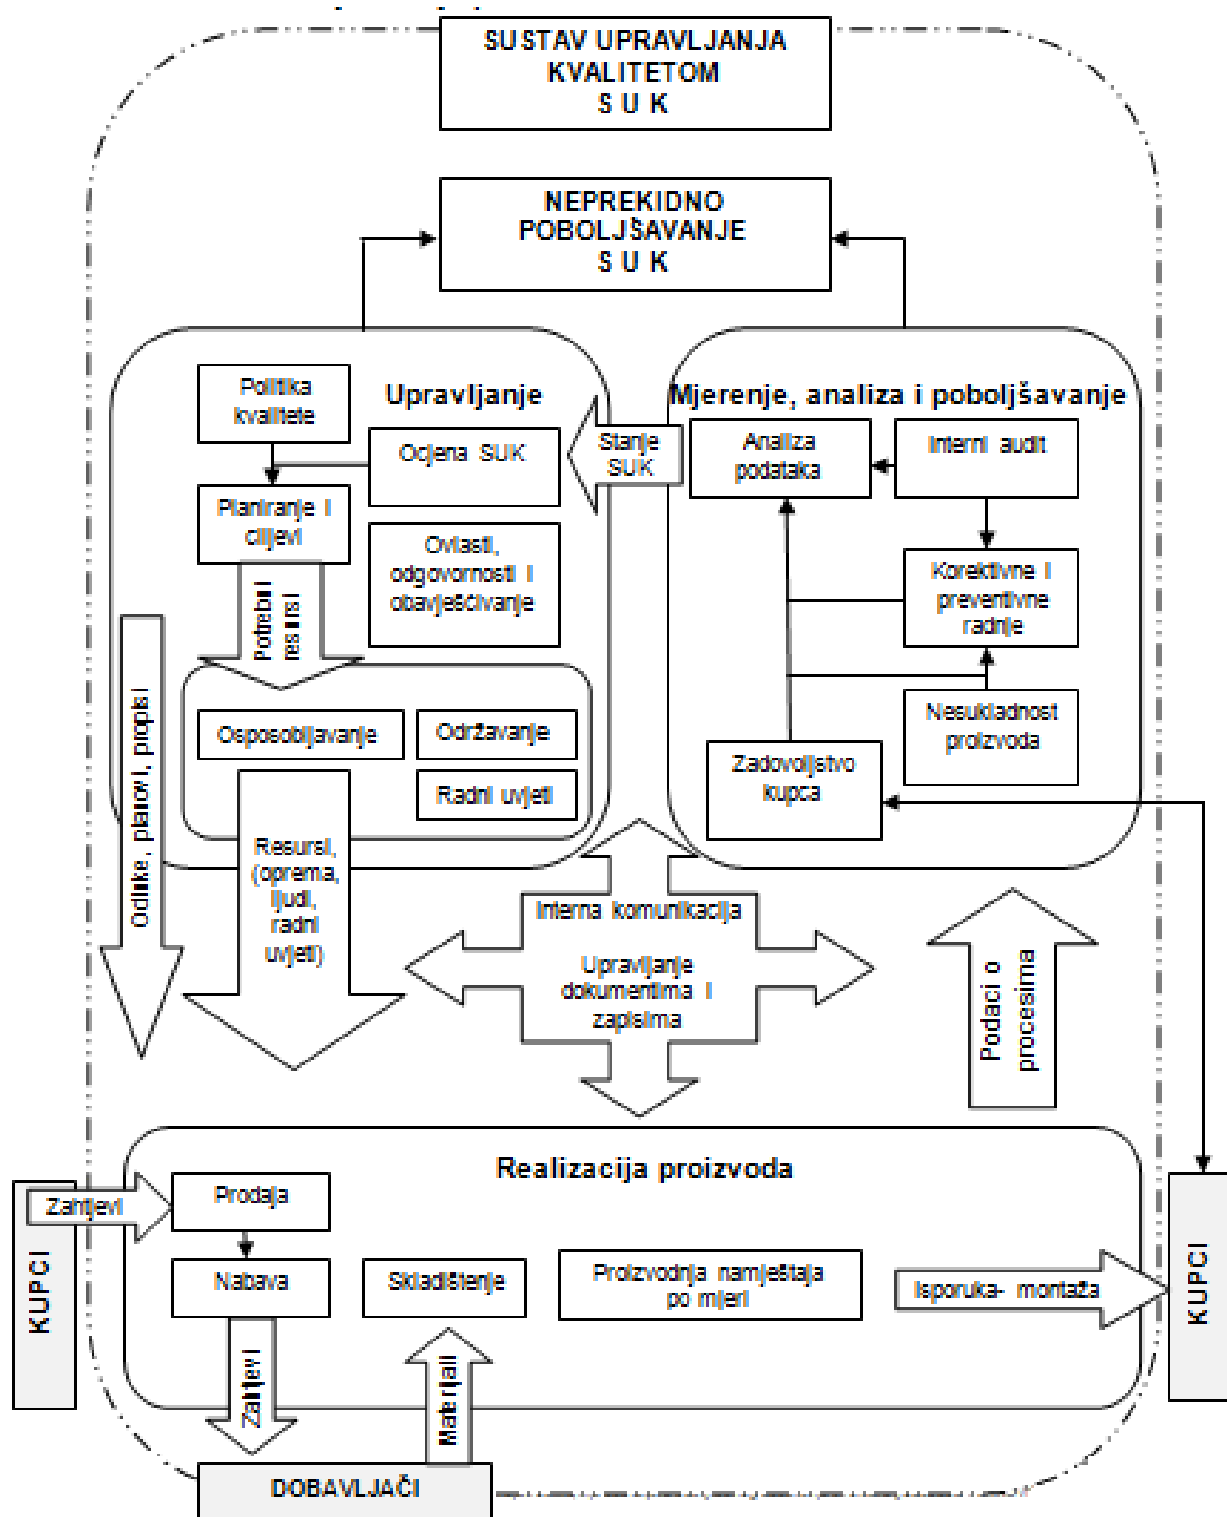 SUSTAV UPRAVLJANJA
KVALITETOM
S U K
NEPREKIDNO
POBOLJŠAVANJE
S U K
Politika
kvalitete
Upravljanje
Ocjena SUK
Planiranje i
ciljevi
Ovlasti,
odgovornosti i
obavješćivanje
Potrebni
resursi
Stanje
SUK
Mjerenje, analiza i poboljšavanje
Analiza
podataka
Interni audit
Korektivne i
preventivne
radnje
Nesukladnost
proizvoda
Zadovoljstvo
kupca
Osposobljavanje
Održavanje
Radni uvjeti
Odluke, planovi, propisi
Resursi,
(oprema,
ljudi,
radni
uvjeti)
Interna komunikacija
Upravljanje
dokumentima i
zapisima
Podaci o
procesima
Realizacija proizvoda
KUPCI
Zahtjevi
Prodaja
Nabava
Skladištenje
Proizvodnja namještaja
po mjeri
Isporuka- montaža
KUPCI
Zahtjevi
Materijali
DOBAVLJAČI